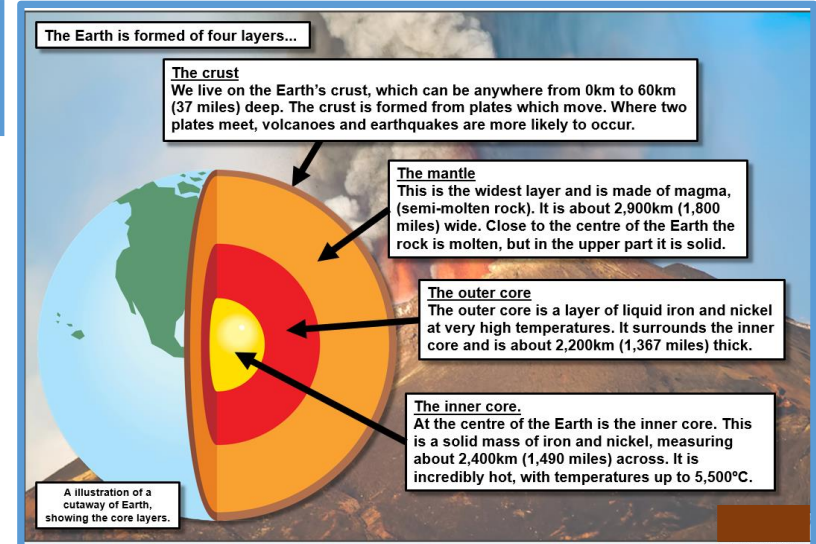 The Earth is formed of four layers...
The crust
We live on the Earth's crust, which can be anywhere from 0km to 60km
(37 miles) deep. The crust is formed from plates which move. Where two
plates meet, volcanoes and earthquakes are more likely to occur.
The mantle
This is the widest layer and is made of magma,
(semi-molten rock). It is about 2,900km (1,800
miles) wide. Close to the centre of the Earth the
rock is molten, but in the upper part it is solid.
The outer core
The outer core is a layer of liquid iron and nickel
at very high temperatures. It surrounds the inner
core and is about 2,200km (1,367 miles) thick.
The inner core.
At the centre of the Earth is the inner core. This
is a solid mass of iron and nickel, measuring
about 2,400km (1,490 miles) across. It is
incredibly hot, with temperatures up to 5,500ºC.
A illustration of a
cutaway of Earth,
showing the core layers.